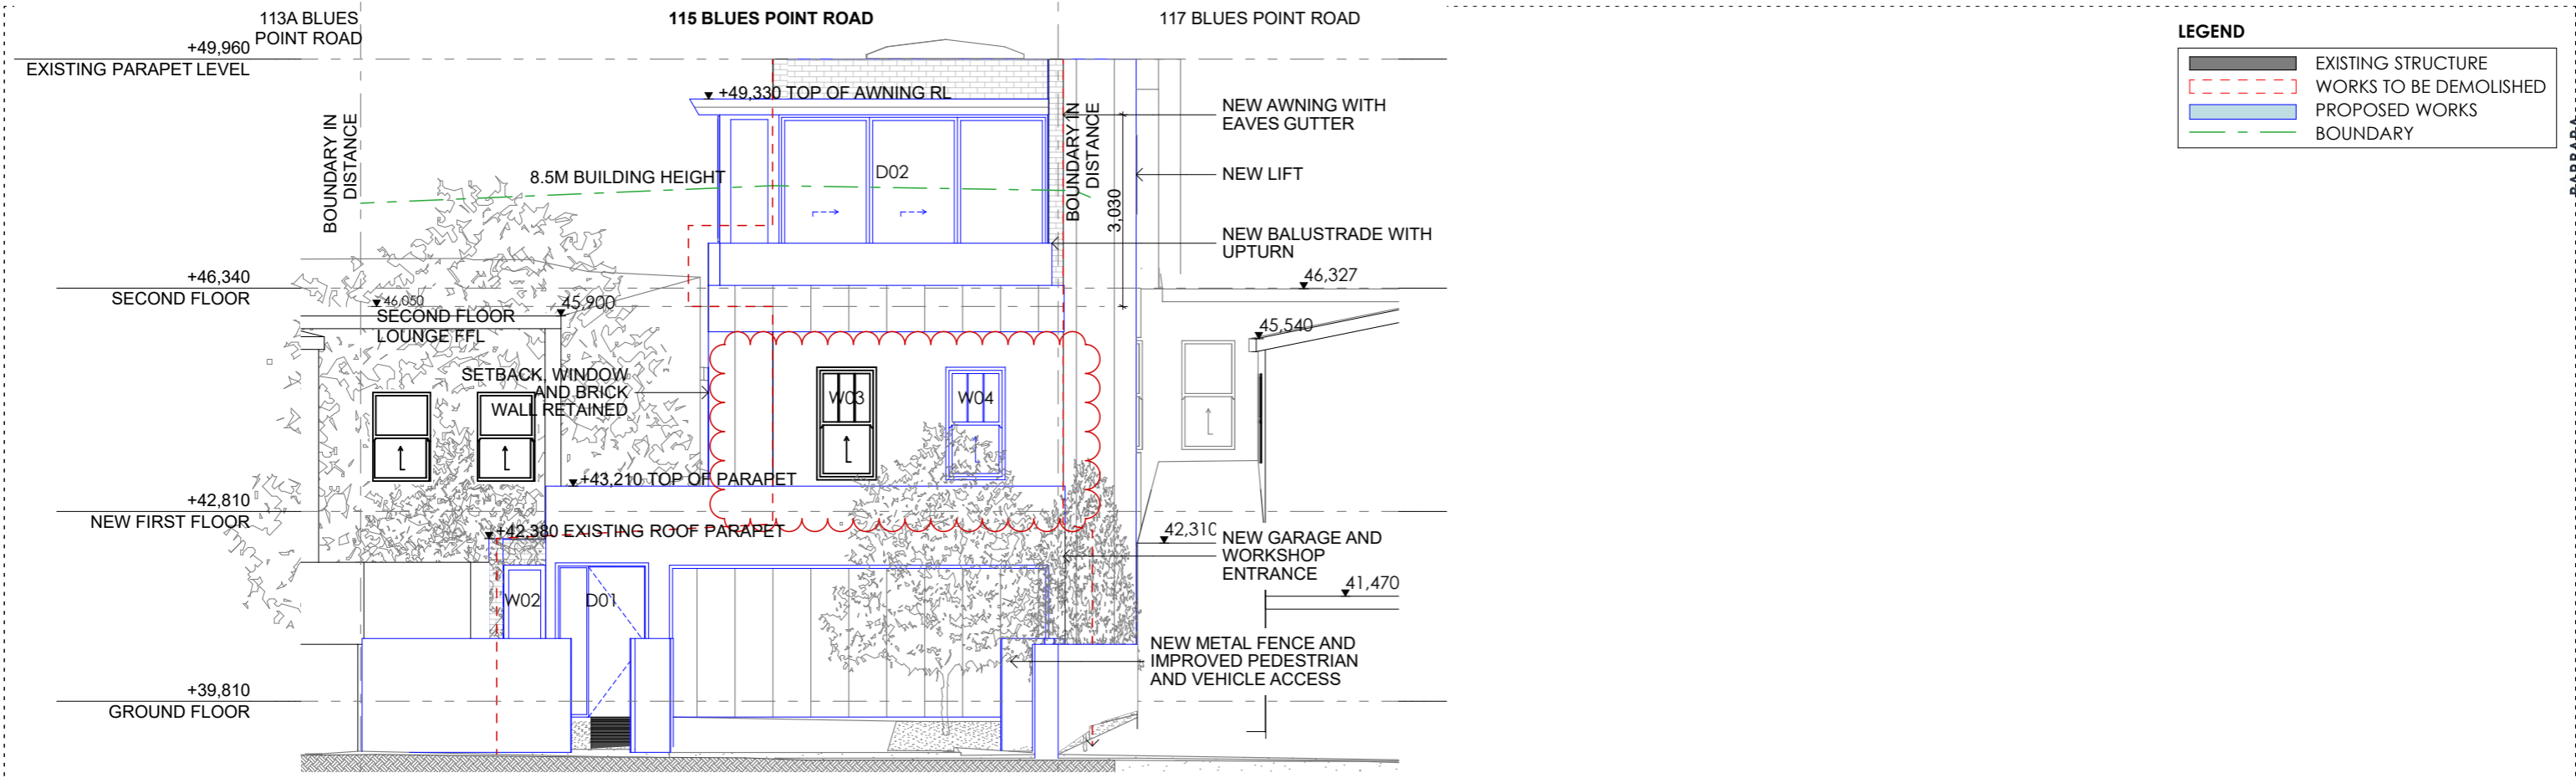 113A BLUES
POINT ROAD
115 BLUES POINT ROAD
117 BLUES POINT ROAD
LEGEND
EXISTING STRUCTURE
WORKS TO BE DEMOLISHED
PROPOSED WORKS
BOUNDARY
+49,960
EXISTING PARAPET LEVEL
+49,330 TOP OF AWNING RL
NEW AWNING WITH
EAVES GUTTER
BOUNDARY IN
DISTANCE
BOUNDARY IN
DISTANCE
8.5M BUILDING HEIGHT
D02
NEW LIFT
3,030
NEW BALUSTRADE WITH
UPTURN
+46,340
SECOND FLOOR
46,327
46,050
SECOND FLOOR
LOUNGE FFL
45,900
45,540
SETBACK, WINDOW
AND BRICK
WALL RETAINED
W03
W04
+43,210 TOP OF PARAPET
+42,810
NEW FIRST FLOOR
+42,380 EXISTING ROOF PARAPET
42,310
NEW GARAGE AND
WORKSHOP
ENTRANCE
41,470
W02
D01
NEW METAL FENCE AND
IMPROVED PEDESTRIAN
AND VEHICLE ACCESS
+39,810
GROUND FLOOR